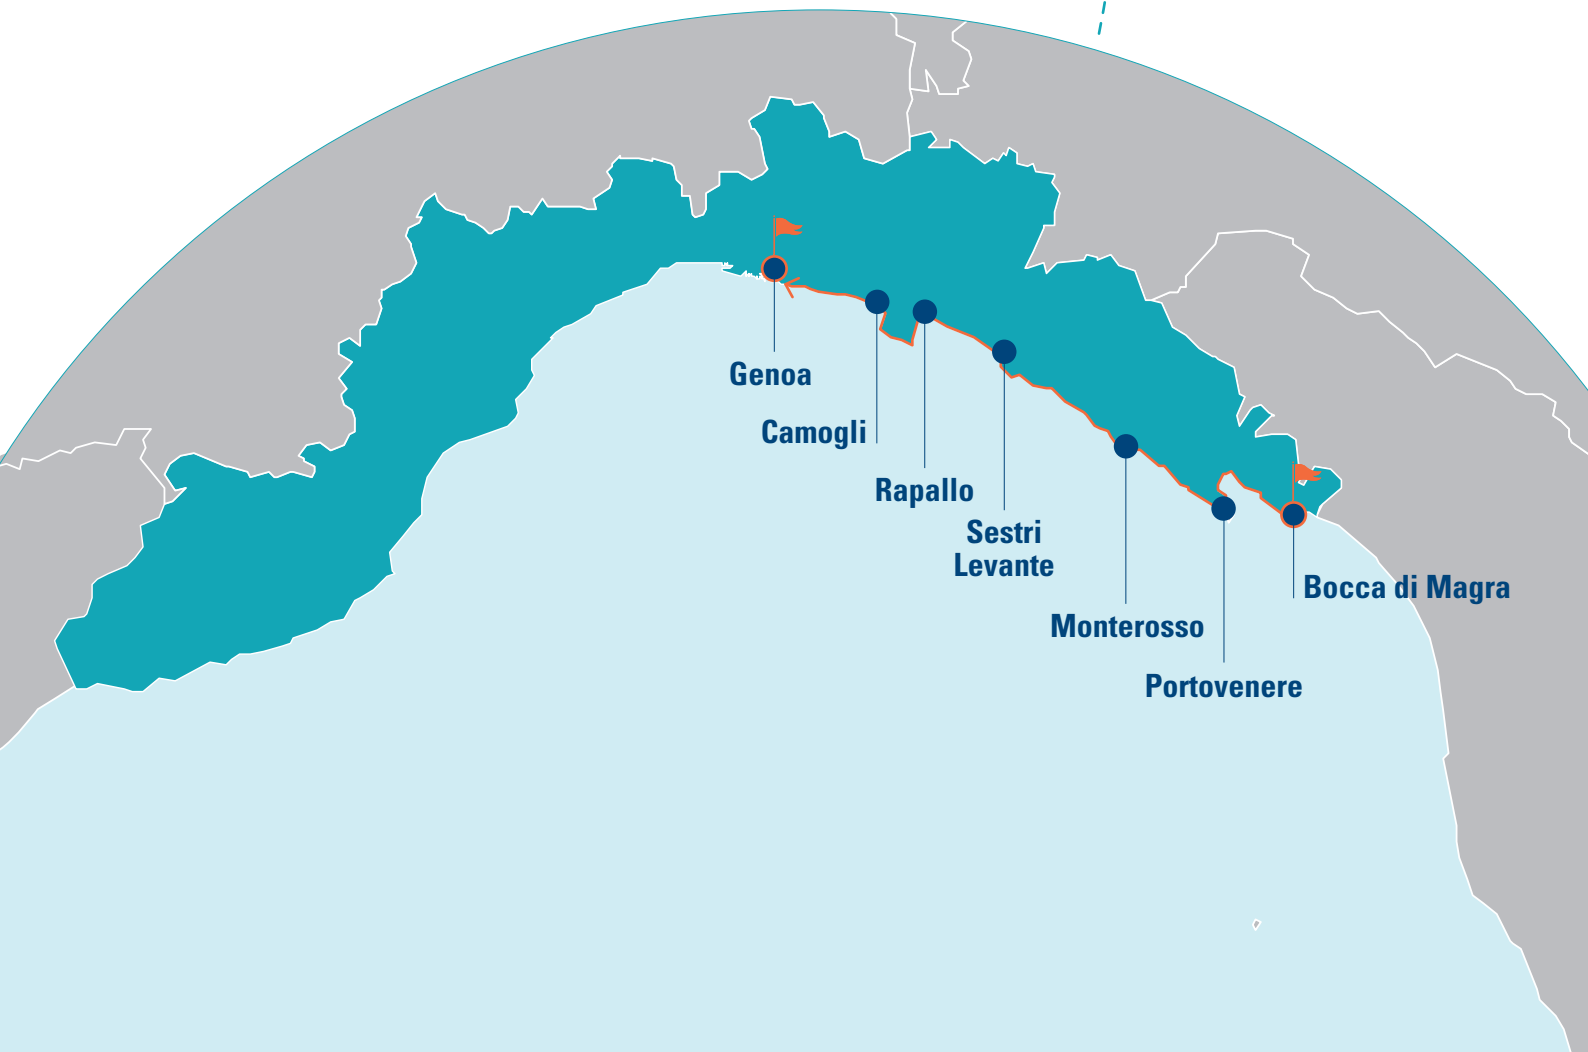 Genoa
Camogli
Rapallo
Sestri
Levante
Monterosso
Portovenere
Bocca di Magra